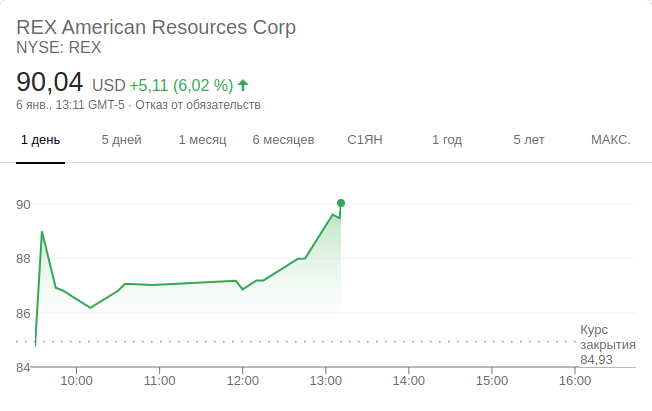 REX American Resources Corp
NYSE: REX
90,04 USD +5,11 (6,02 %)
6 янв., 13:11 GMT-5 · Отказ от обязательств
1 день 5 дней 1 месяц 6 месяцев С1ЯН 1 год 5 лет МАКС.
90
88
86
Курс
закрытия
84,93
84
10:00 11:00 12:00 13:00 14:00 15:00 16:00